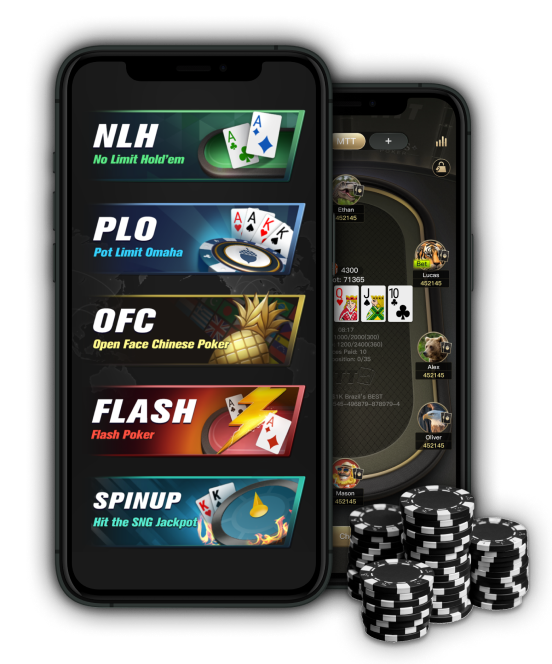 NLH
No Limit Hold'em
PLO
Pot Limit Omaha
OFC
Open Face Chinese Poker
FLASH
Flash Poker
SPINUP
Hit the SNG Jackpot
A
A
A
A
K
K
A
A
K
K
MTT
+
Ethan
452145
Bet
Lucas
452145
4300
t: 71365
Q
J
10
Alex
452145
Oliver
452145
Mason
452145